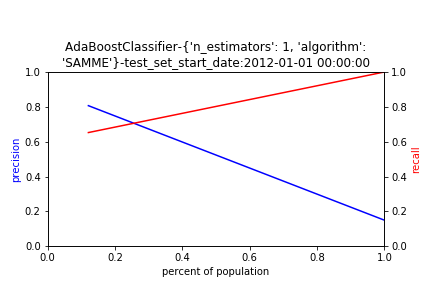 AdaBoostClassifier-{'n_estimators': 1, 'algorithm':
'SAMME'}-test_set_start_date:2012-01-01 00:00:00
1.0
0.8
0.6
0.4
0.2
0.0
precision
1.0
0.8
0.6
0.4
0.2
0.0
recall
0.0 0.2 0.4 0.6 0.8 1.0
percent of population